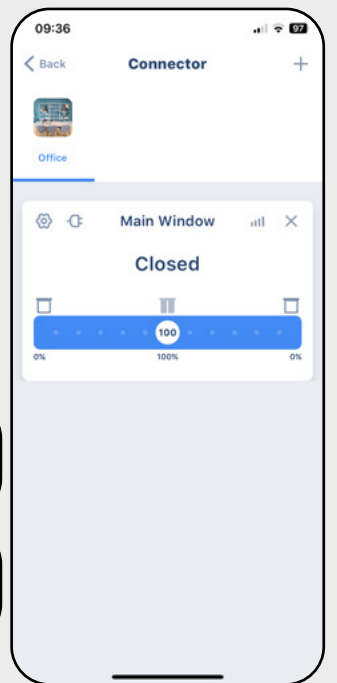 09:36 97
Back Connector
Office
Main Window
Closed
100
0% 100% 0%